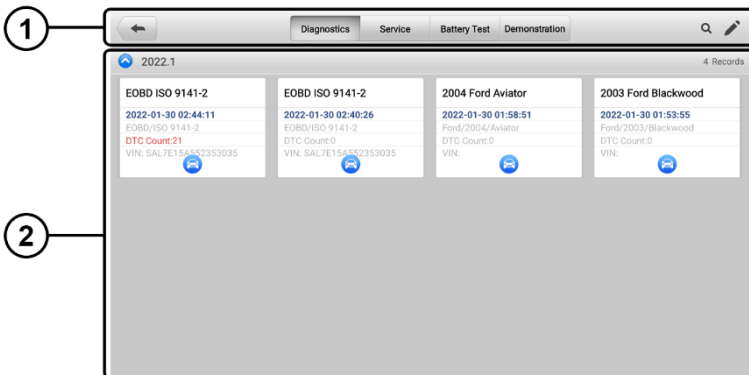 1
Diagnostics Service Battery Test Demonstration
2
2022.1 4 Records
EOBD ISO 9141-2
2022-01-30 02:44:11
EOBD/ISO 9141-2
DTC Count:21
VIN: SAL7E15A552353035
EOBD ISO 9141-2
2022-01-30 02:40:26
EOBD/ISO 9141-2
DTC Count:0
VIN: SAL7E15A552353035
2004 Ford Aviator
2022-01-30 01:58:51
Ford/2004/Aviator
DTC Count:0
VIN:
2003 Ford Blackwood
2022-01-30 01:53:55
Ford/2003/Blackwood
DTC Count:0
VIN: